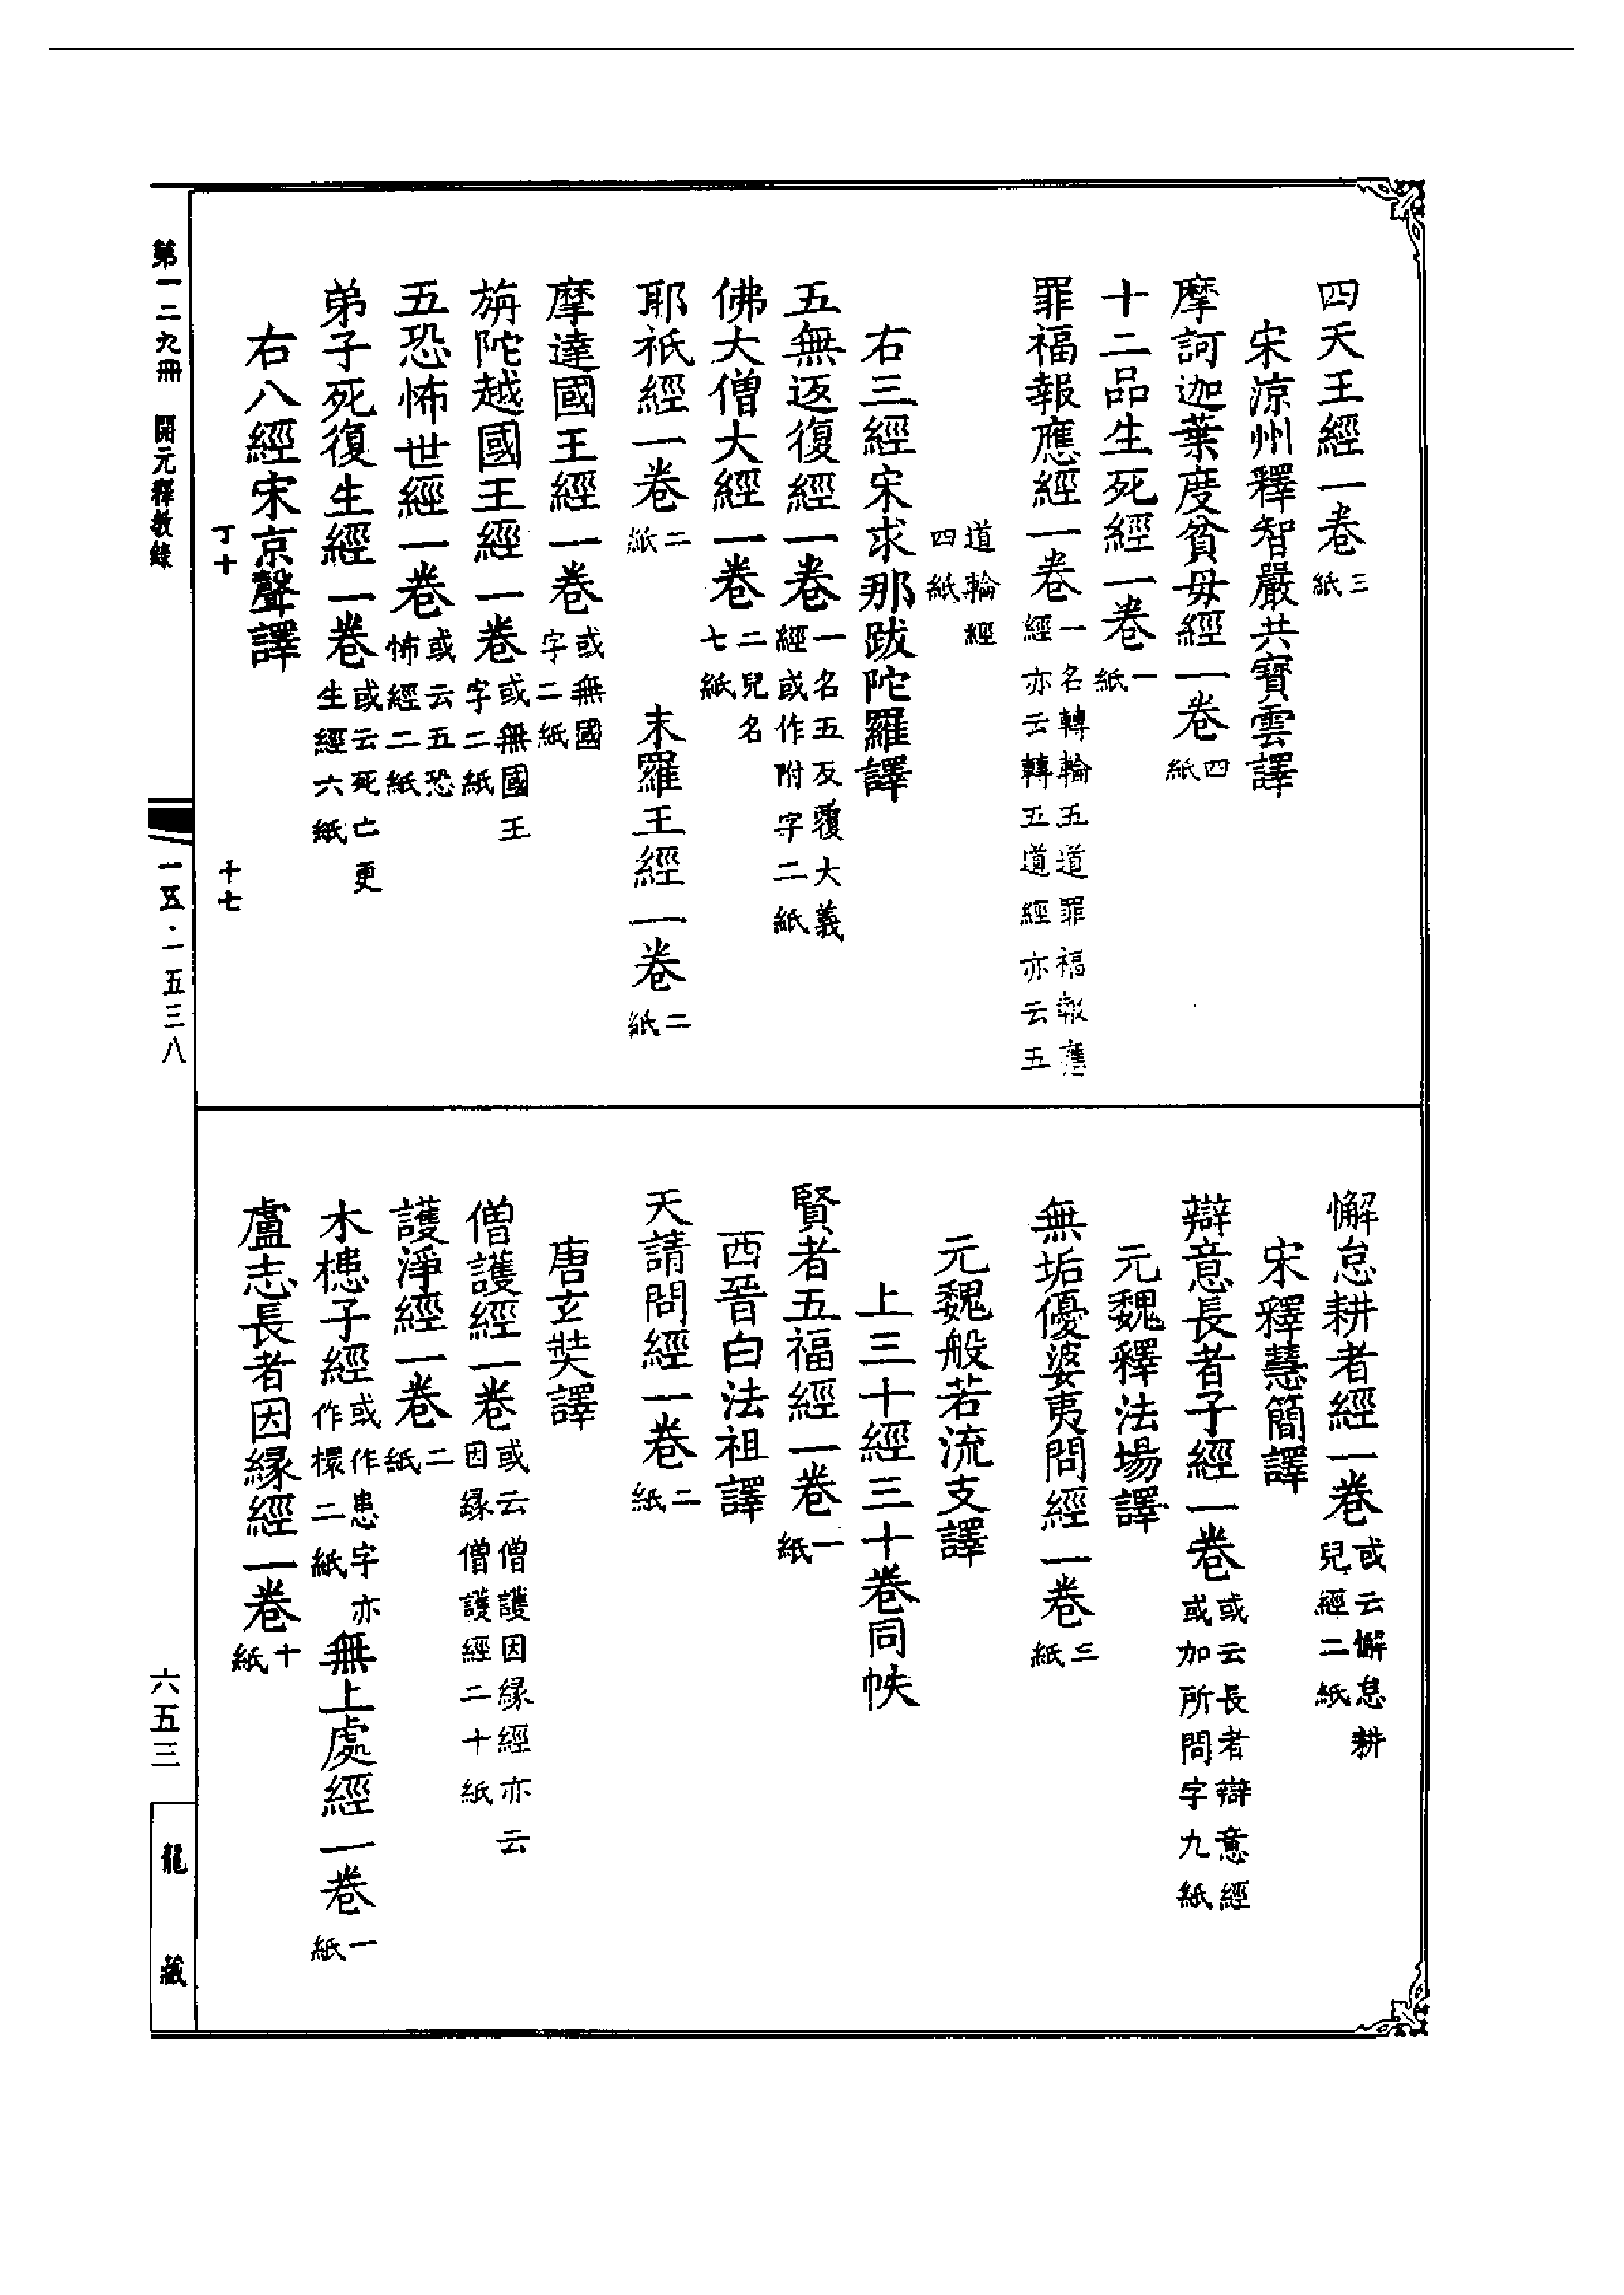 四天王經一卷三紙
宋涼州釋智嚴共寶雲譯
摩訶迦葉度貧毋經一卷四紙
十二品生死經一卷一紙
罪福報應經一卷一名轉輪五道罪福報應經亦云轉五道經亦云五
道輪經四紙
右三經宋求那跋陀羅譯
五無返復經一卷一名五反覆大義經或作附字二紙
佛大僧大經一卷二兒名七紙
耶祇經一卷二紙 末羅王經一卷二紙
摩達國王經一卷或無國字二紙
旃陀越國王經一卷或無國王字二紙
五恐怖世經一卷或云五恐怖經二紙
弟子死復生經一卷或云死亡更生經六紙
右八經宋京聲譯
丁十 十七
第一二九冊 開元釋教錄 一五·一五三八
懈怠耕者經一卷或云懈怠耕兒經二紙
宋釋慧簡譯
辯意長者子經一卷或云長者辯意經或加所問字九紙
元魏釋法場譯
無垢優婆夷問經一卷三紙
元魏般若流支譯
上三十經三十卷同帙
賢者五福經一卷一紙
西晉白法祖譯
天請問經一卷二紙
唐玄奘譯
僧護經一卷或云僧護因緣經亦云因緣僧護經二十紙
護淨經一卷二紙
木槵子經或作患字亦作櫘二紙 無上處經一卷一紙
盧志長者因緣經一卷十紙
六五三
龍藏